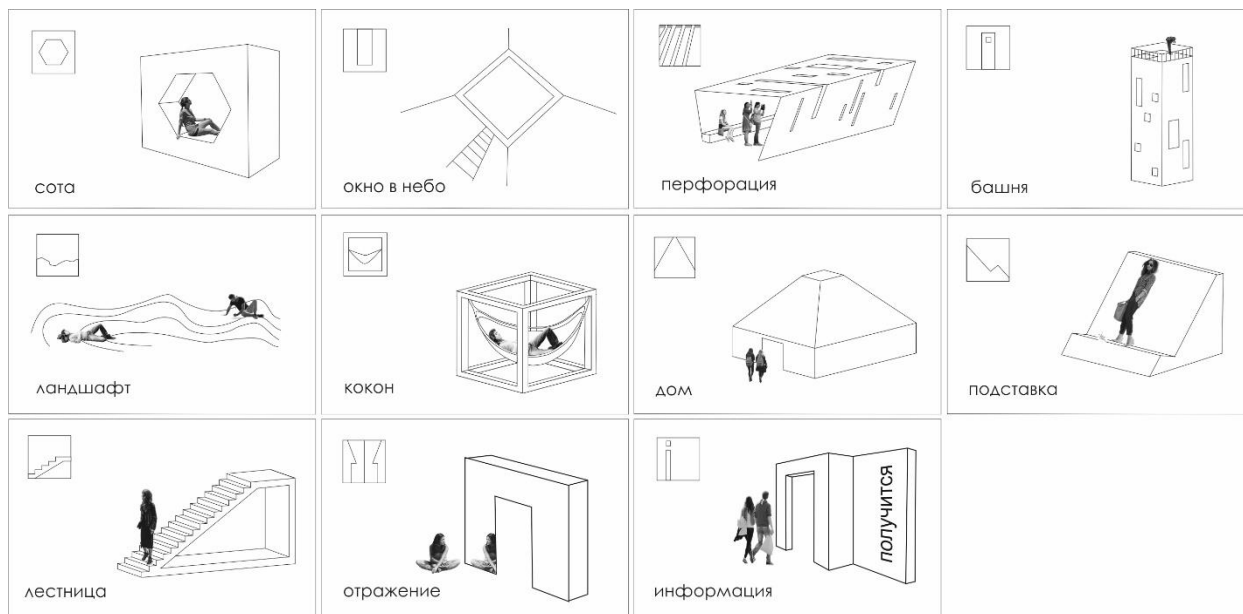 сота
окно в небо
перфорация
башня
ландшафт
кокон
дом
подставка
лестница
отражение
информация
получится